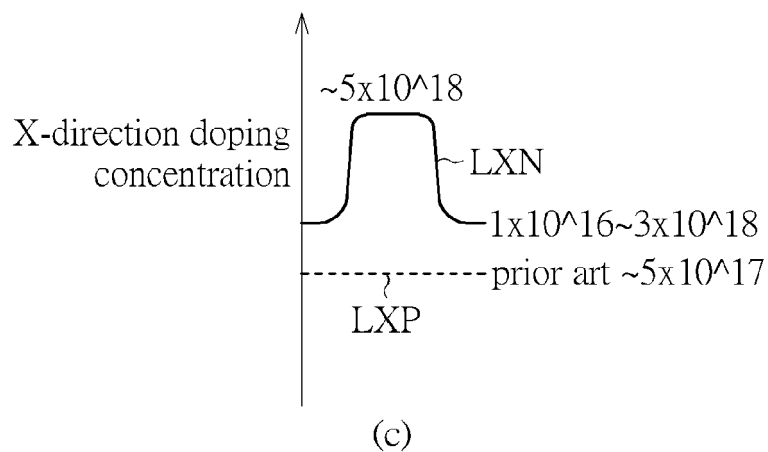 ~5x10^18
X-direction doping
concentration
LXN
1x10^16~3x10^18
prior art ~5x10^17
LXP
(c)